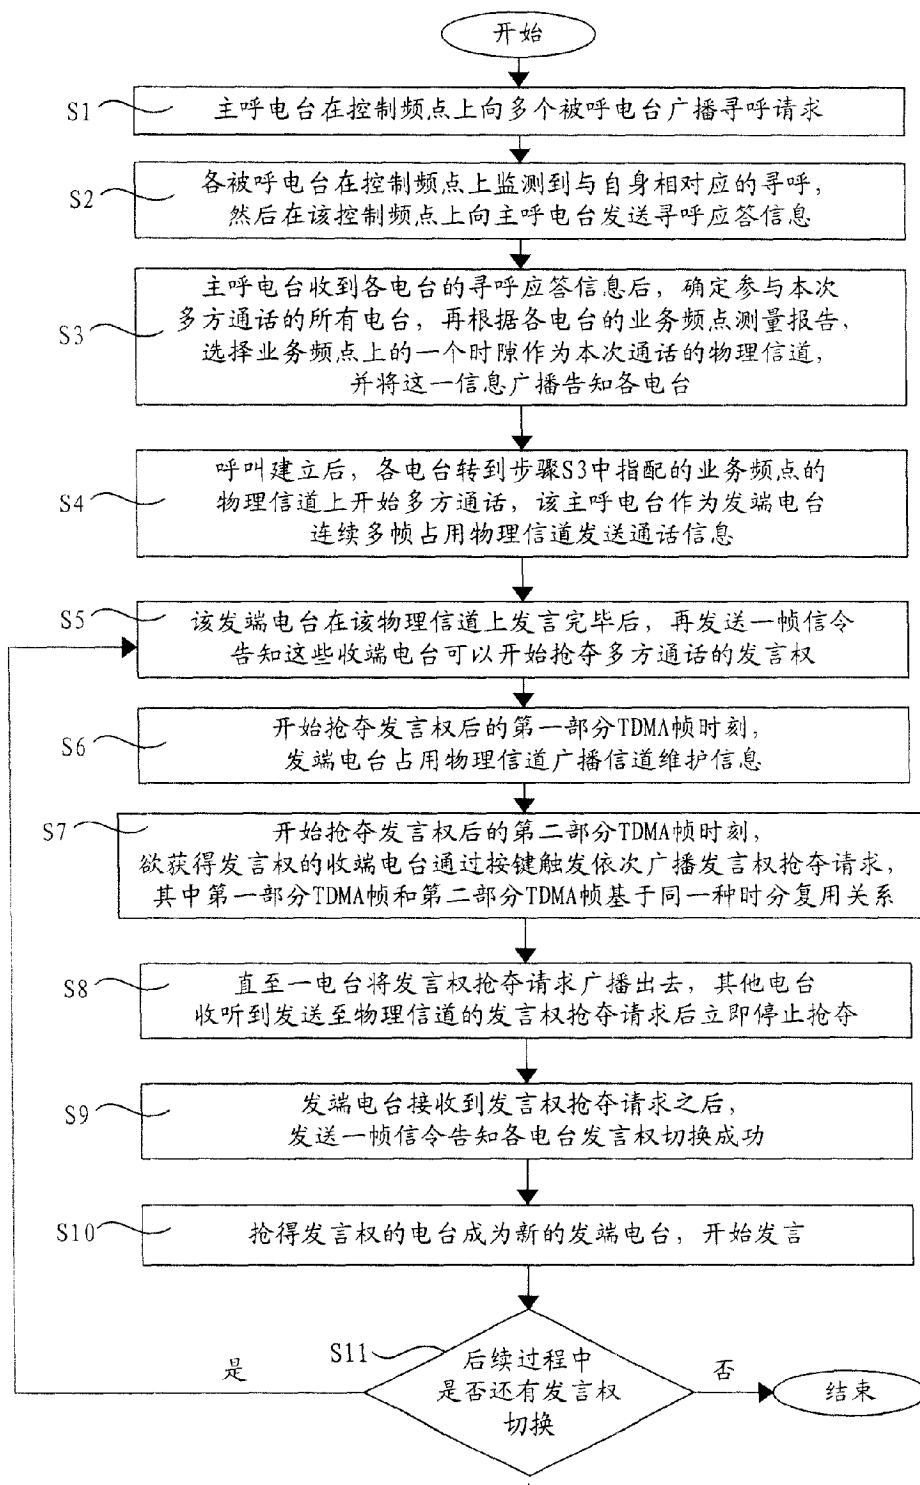 开始
S1
主呼电台在控制频点上向多个被呼电台广播寻呼请求
S2
各被呼电台在控制频点上监测到与自身相对应的寻呼，
然后在该控制频点上向主呼电台发送寻呼应答信息
S3
主呼电台收到各电台的寻呼应答信息后，确定参与本次
多方通话的所有电台，再根据各电台的业务频点测量报告，
选择业务频点上的一个时隙作为本次通话的物理信道，
并将这一信息广播告知各电台
S4
呼叫建立后，各电台转到步骤S3中指配的业务频点的
物理信道上开始多方通话，该主呼电台作为发端电台
连续多帧占用物理信道发送通话信息
S5
该发端电台在该物理信道上发言完毕后，再发送一帧信令
告知这些收端电台可以开始抢夺多方通话的发言权
S6
开始抢夺发言权后的第一部分TDMA帧时刻，
发端电台占用物理信道广播信道维护信息
S7
开始抢夺发言权后的第二部分TDMA帧时刻，
欲获得发言权的收端电台通过按键触发依次广播发言权抢夺请求，
其中第一部分TDMA帧和第二部分TDMA帧基于同一种时分复用关系
S8
直至一电台将发言权抢夺请求广播出去，其他电台
收听到发送至物理信道的发言权抢夺请求后立即停止抢夺
S9
发端电台接收到发言权抢夺请求之后，
发送一帧信令告知各电台发言权切换成功
S10
抢得发言权的电台成为新的发端电台，开始发言
S11
后续过程中
是否还有发言权
切换
是
否
结束